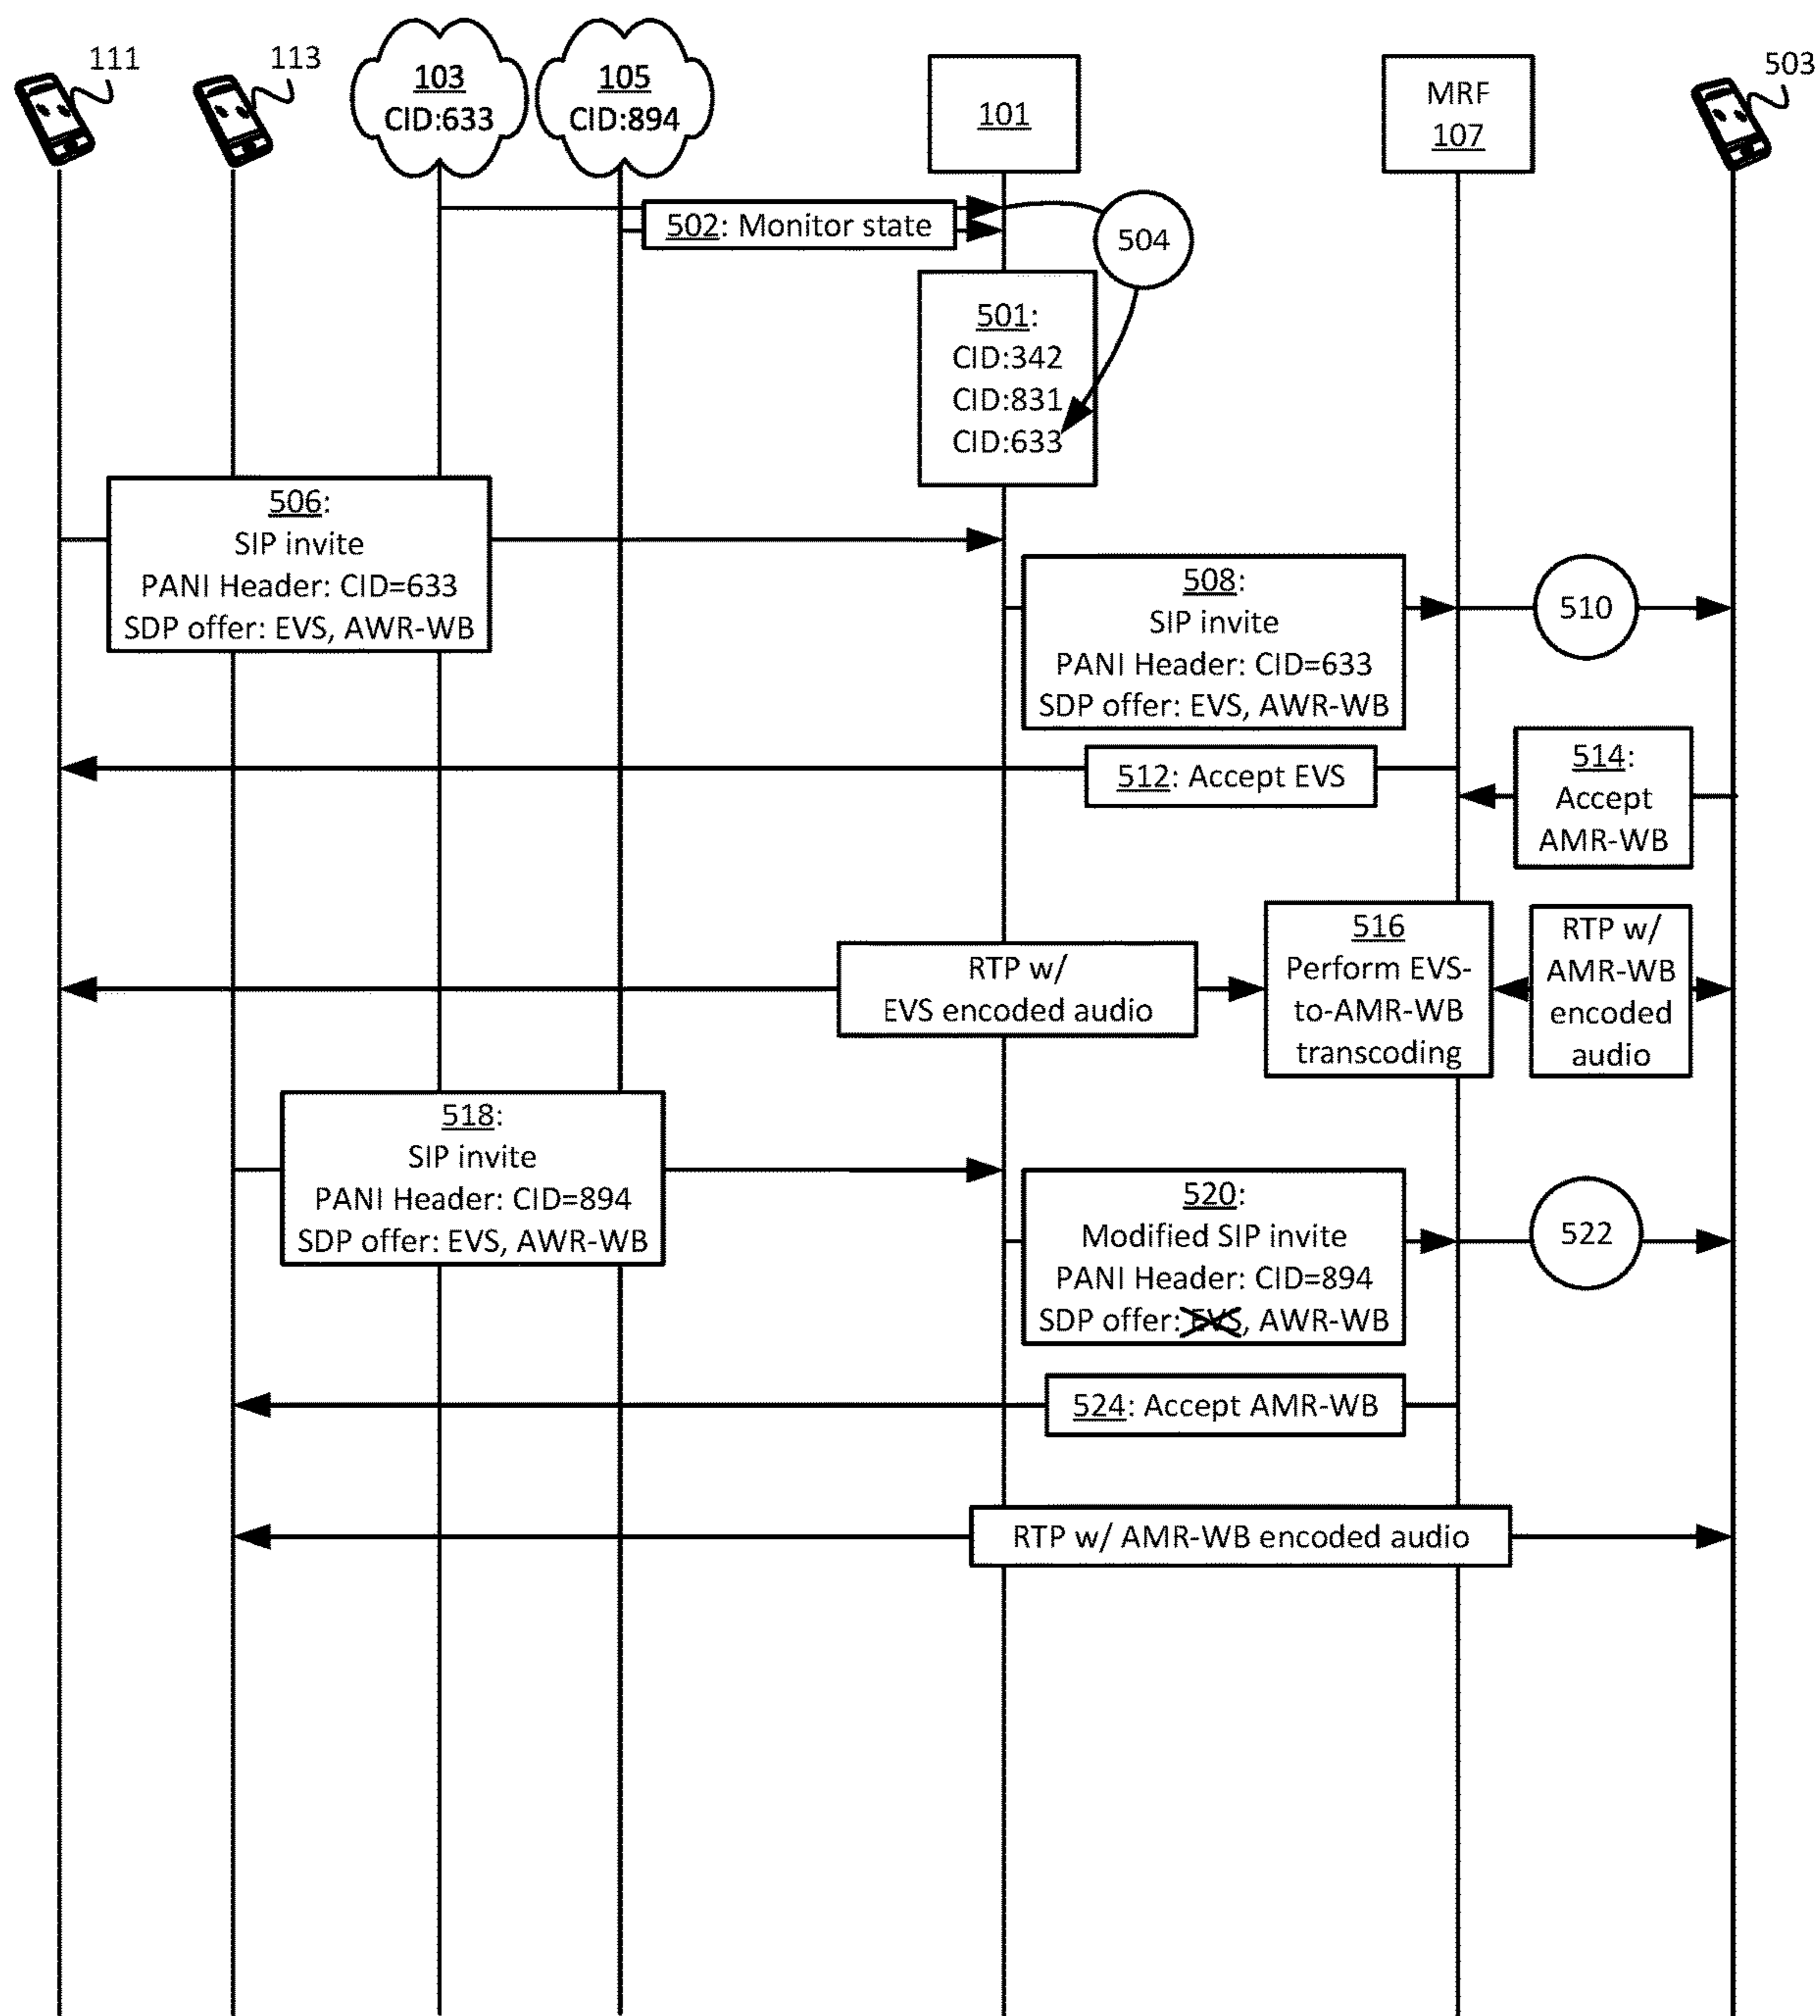 111
113
103
CID:633
105
CID:894
101
MRF
107
503
502: Monitor state
504
501:
CID:342
CID:831
CID:633
506:
SIP invite
PANI Header: CID=633
SDP offer: EVS, AWR-WB
508:
SIP invite
PANI Header: CID=633
SDP offer: EVS, AWR-WB
510
512: Accept EVS
514:
Accept
AMR-WB
RTP w/
EVS encoded audio
516
Perform EVS-
to-AMR-WB
transcoding
RTP w/
AMR-WB
encoded
audio
518:
SIP invite
PANI Header: CID=894
SDP offer: EVS, AWR-WB
520:
Modified SIP invite
PANI Header: CID=894
SDP offer: EVS, AWR-WB
522
524: Accept AMR-WB
RTP w/ AMR-WB encoded audio